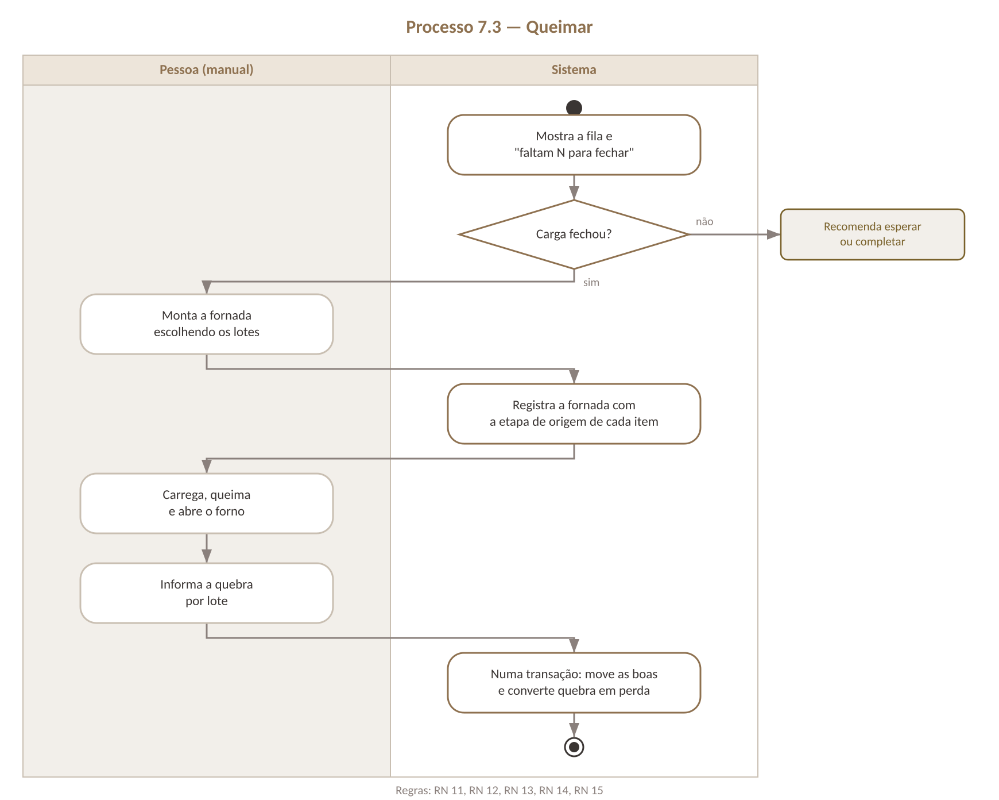 Processo 7.3 — Queimar
Pessoa (manual)
Sistema
Mostra a fila e
"faltam N para fechar"
Carga fechou?
não
Recomenda esperar
ou completar
sim
Monta a fornada
escolhendo os lotes
Registra a fornada com
a etapa de origem de cada item
Carrega, queima
e abre o forno
Informa a quebra
por lote
Numa transação: move as boas
e converte quebra em perda
Regras: RN 11, RN 12, RN 13, RN 14, RN 15